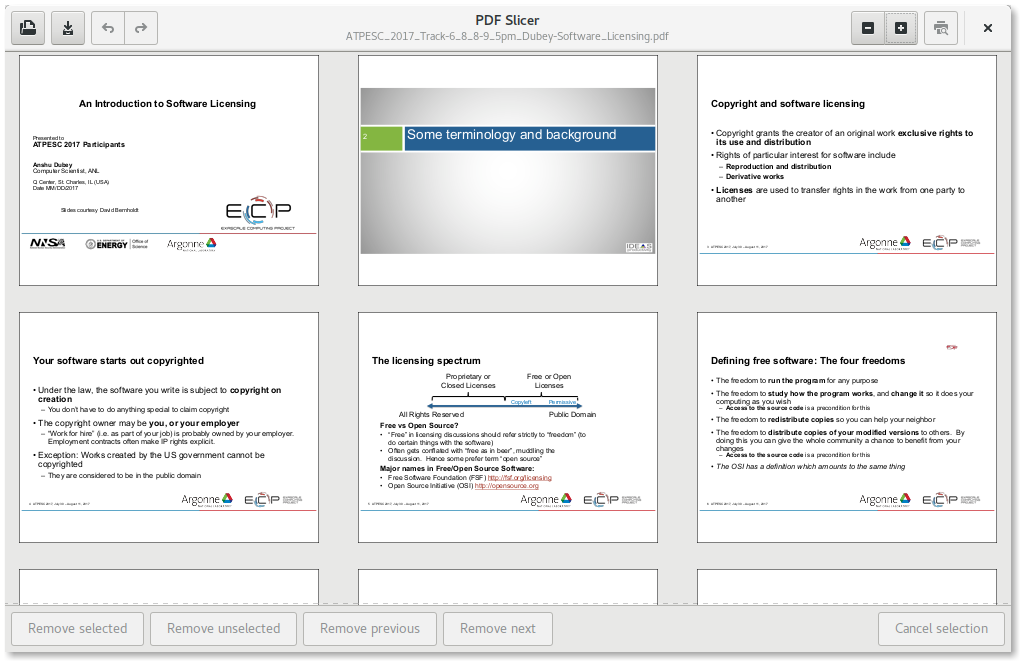 PDF Slicer
ATPESC_2017_Track-6_8_8-9_5pm_Dubey-Software_Licensing.pdf
An Introduction to Software Licensing
Presented to
ATPESC 2017 Participants
Anshu Dubey
Computer Scientist, ANL
Q Center, St. Charles, IL (USA)
Date MM/DD/2017
Slides courtesy David Bernholdt
ECP
EXASCALE COMPUTING PROJECT
NNSA
ENERGY
Office of
Science
Argonne
2
Some terminology and background
IDEAS
Copyright and software licensing
• Copyright grants the creator of an original work exclusive rights to
its use and distribution
• Rights of particular interest for software include
– Reproduction and distribution
– Derivative works
• Licenses are used to transfer rights in the work from one party to
another
Argonne
ECP
Your software starts out copyrighted
• Under the law, the software you write is subject to copyright on
creation
– You don't have to do anything special to claim copyright
• The copyright owner may be you, or your employer
– "Work for hire" (i.e. as part of your job) is probably owned by your employer.
Employment contracts often make IP rights explicit.
• Exception: Works created by the US government cannot be
copyrighted
– They are considered to be in the public domain
Argonne
ECP
The licensing spectrum
Proprietary or
Closed Licenses
Free or Open
Licenses
Copyleft
Permissive
All Rights Reserved
Public Domain
Free vs Open Source?
• "Free" in licensing discussions should refer strictly to "freedom" (to
do certain things with the software)
• Often gets conflated with "free as in beer", muddling the
discussion. Hence some prefer term "open source"
Major names in Free/Open Source Software:
• Free Software Foundation (FSF) http://fsf.org/licensing
• Open Source Initiative (OSI) http://opensource.org
Argonne
ECP
Defining free software: The four freedoms
• The freedom to run the program for any purpose
• The freedom to study how the program works, and change it so it does your
computing as you wish
– Access to the source code is a precondition for this
• The freedom to redistribute copies so you can help your neighbor
• The freedom to distribute copies of your modified versions to others. By
doing this you can give the whole community a chance to benefit from your
changes
– Access to the source code is a precondition for this
• The OSI has a definition which amounts to the same thing
Argonne
ECP
Remove selected
Remove unselected
Remove previous
Remove next
Cancel selection